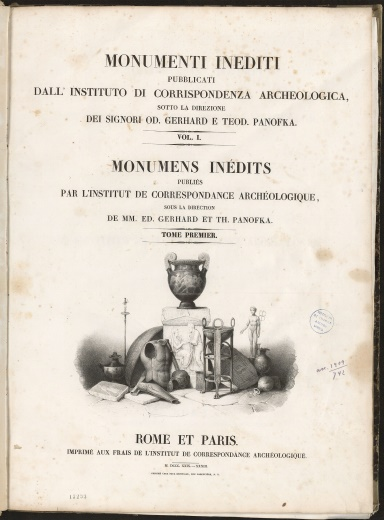 MONUMENTI INEDITI
PUBBLICATI
DALL' INSTITUTO DI CORRISPONDENZA ARCHEOLOGICA,
SOTTO LA DIREZIONE
DEI SIGNORI OD. GERHARD E TEOD. PANOFKA.
VOL. I.
MONUMENS INÉDITS
PUBLIÉS
PAR L'INSTITUT DE CORRESPONDANCE ARCHÉOLOGIQUE,
SOUS LA DIRECTION
DE MM. ED. GERHARD ET TH. PANOFKA.
TOME PREMIER.
ROME ET PARIS.
IMPRIMÉ AUX FRAIS DE L'INSTITUT DE CORRESPONDANCE ARCHÉOLOGIQUE.